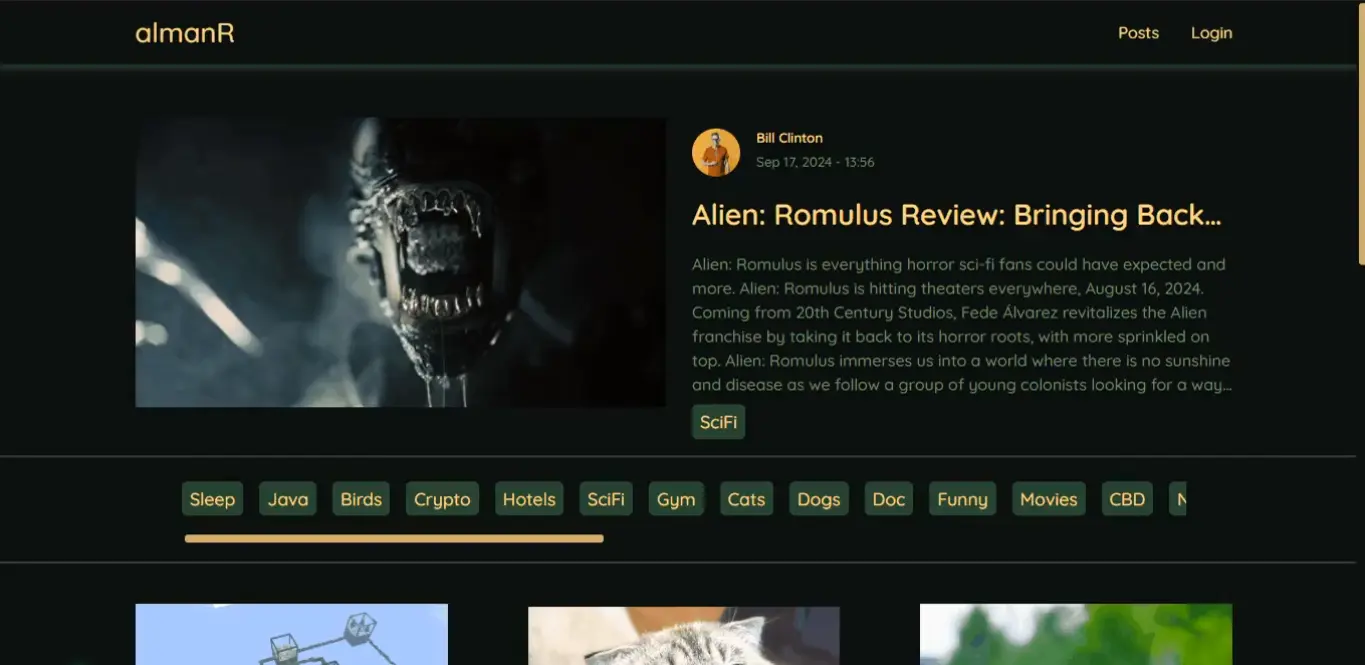 almanR
Posts
Login
Bill Clinton
Sep 17, 2024 - 13:56
Alien: Romulus Review: Bringing Back...
Alien: Romulus is everything horror sci-fi fans could have expected and
more. Alien: Romulus is hitting theaters everywhere, August 16, 2024.
Coming from 20th Century Studios, Fede Álvarez revitalizes the Alien
franchise by taking it back to its horror roots, with more sprinkled on
top. Alien: Romulus immerses us into a world where there is no sunshine
and disease as we follow a group of young colonists looking for a way...
SciFi
Sleep Java Birds Crypto Hotels SciFi Gym Cats Dogs Doc Funny Movies CBD